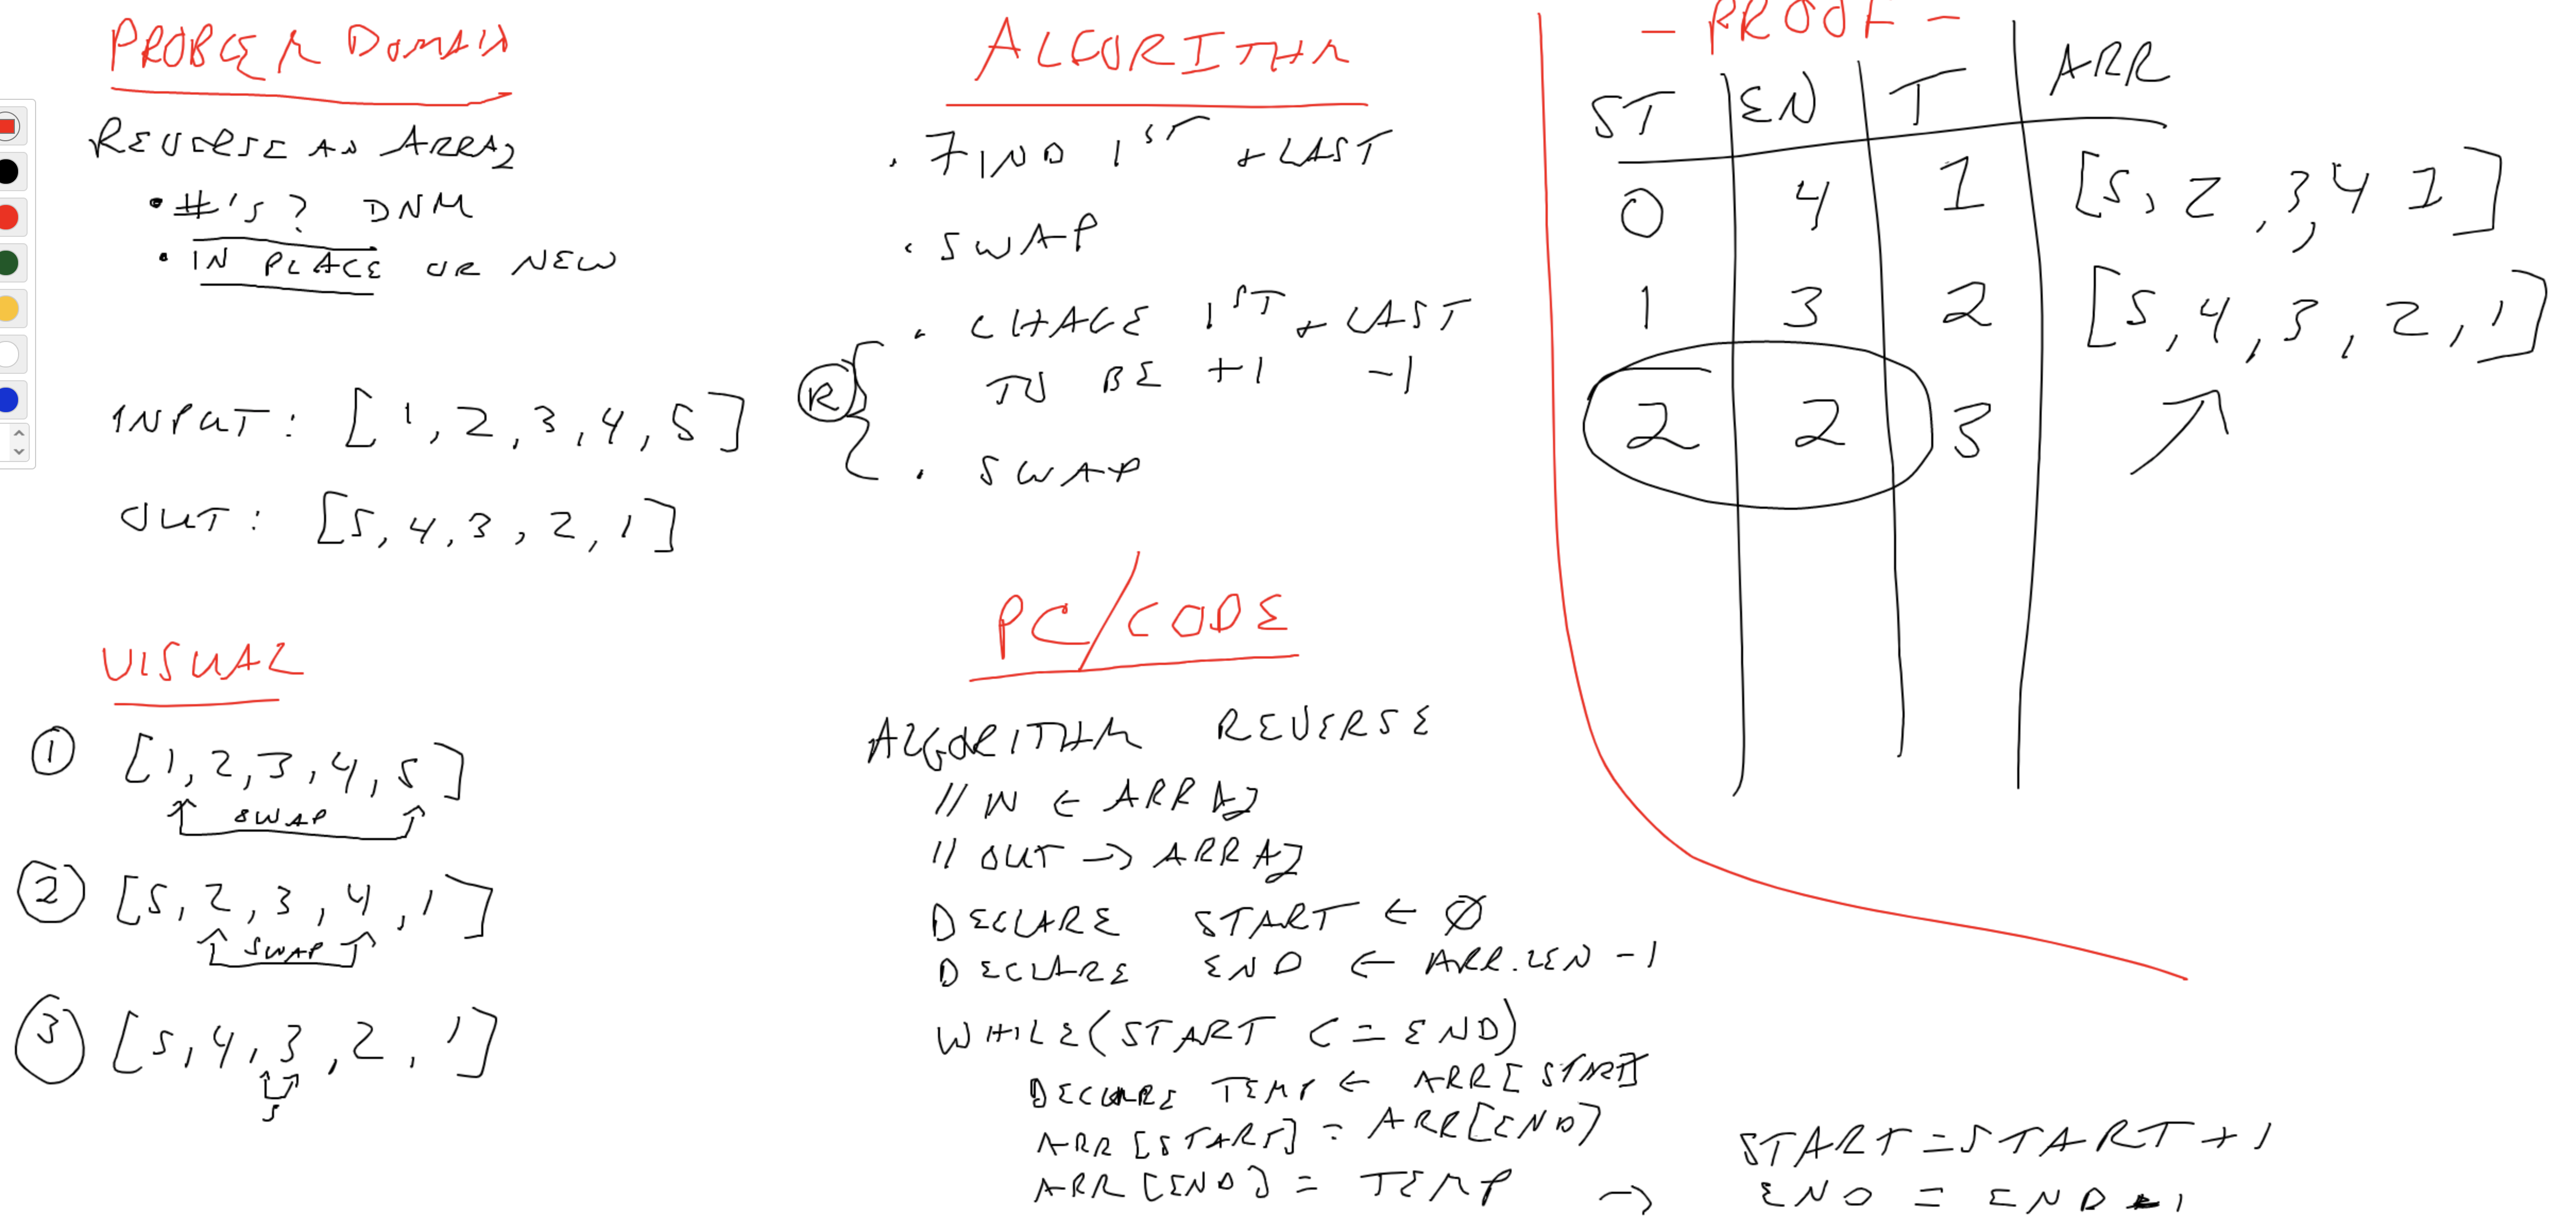 PROBLEM DOMAIN
REVERSE AN ARRAY
• #'s? DNM
• IN PLACE OR NEW
INPUT: [1, 2, 3, 4, 5]
OUT: [5, 4, 3, 2, 1]
VISUAL
① [1, 2, 3, 4, 5]
SWAP
② [5, 2, 3, 4, 1]
SWAP
③ [5, 4, 3, 2, 1]
S
ALGORITHM
• FIND 1ST + LAST
• SWAP
R
• CHAGE 1ST + LAST
TO BE +1 -1
• SWAP
PC/CODE
ALGORITHM REVERSE
// IN ← ARRAY
// OUT → ARRAY
DECLARE START ← Ø
DECLARE END ← ARR.LEN - 1
WHILE(START <= END)
DECLARE TEMP ← ARR[START]
ARR[START] = ARR[END]
ARR[END] = TEMP →
START = START + 1
END = END - 1
- PROOF -
ST EN T ARR
0 4 1 [5, 2, 3, 4 1]
1 3 2 [5, 4, 3, 2, 1]
2 2 3